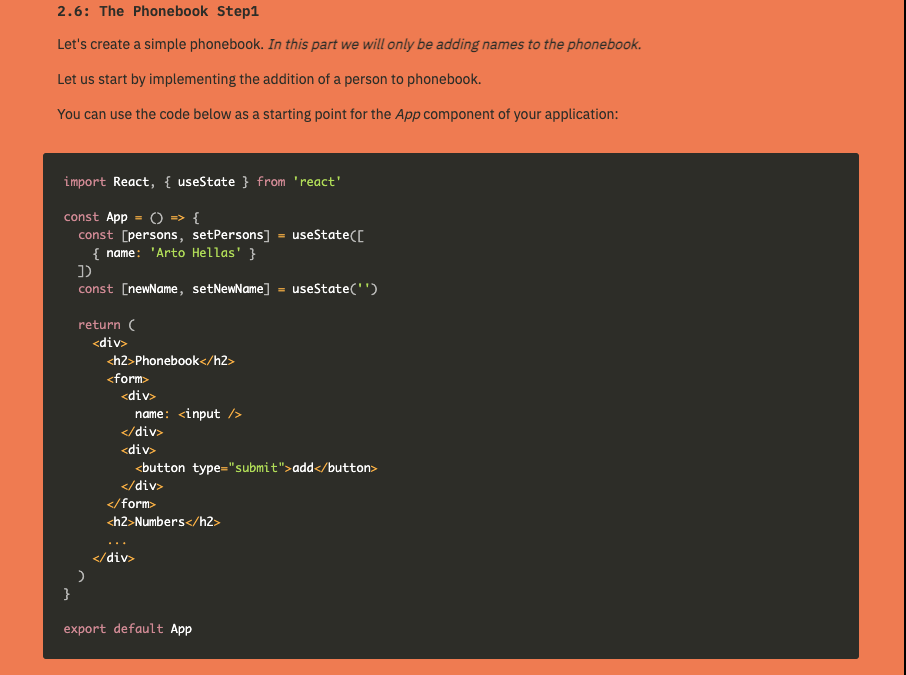 2.6: The Phonebook Step1
Let's create a simple phonebook. In this part we will only be adding names to the phonebook.
Let us start by implementing the addition of a person to phonebook.
You can use the code below as a starting point for the App component of your application:
import React, { useState } from 'react'
const App = () => {
  const [persons, setPersons] = useState([
    { name: 'Arto Hellas' }
  ])
  const [newName, setNewName] = useState('')
  return (
    <div>
      <h2>Phonebook</h2>
      <form>
        <div>
          name: <input />
        </div>
        <div>
          <button type="submit">add</button>
        </div>
      </form>
      <h2>Numbers</h2>
      ...
    </div>
  )
}
export default App